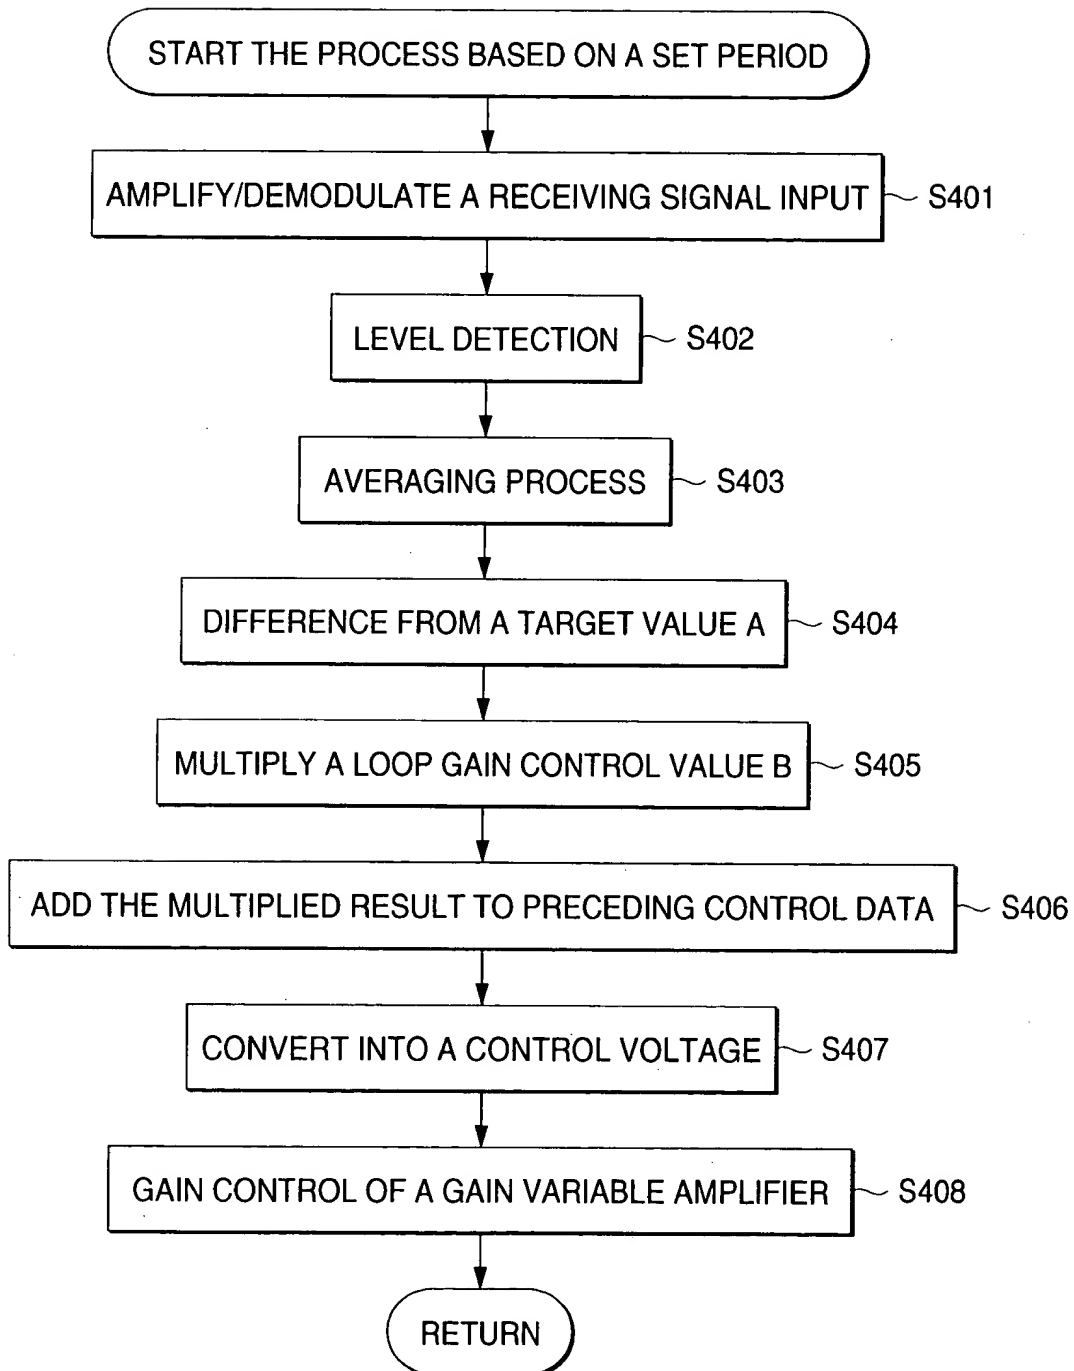 START THE PROCESS BASED ON A SET PERIOD
AMPLIFY/DEMODULATE A RECEIVING SIGNAL INPUT
S401
LEVEL DETECTION
S402
AVERAGING PROCESS
S403
DIFFERENCE FROM A TARGET VALUE A
S404
MULTIPLY A LOOP GAIN CONTROL VALUE B
S405
ADD THE MULTIPLIED RESULT TO PRECEDING CONTROL DATA
S406
CONVERT INTO A CONTROL VOLTAGE
S407
GAIN CONTROL OF A GAIN VARIABLE AMPLIFIER
S408
RETURN